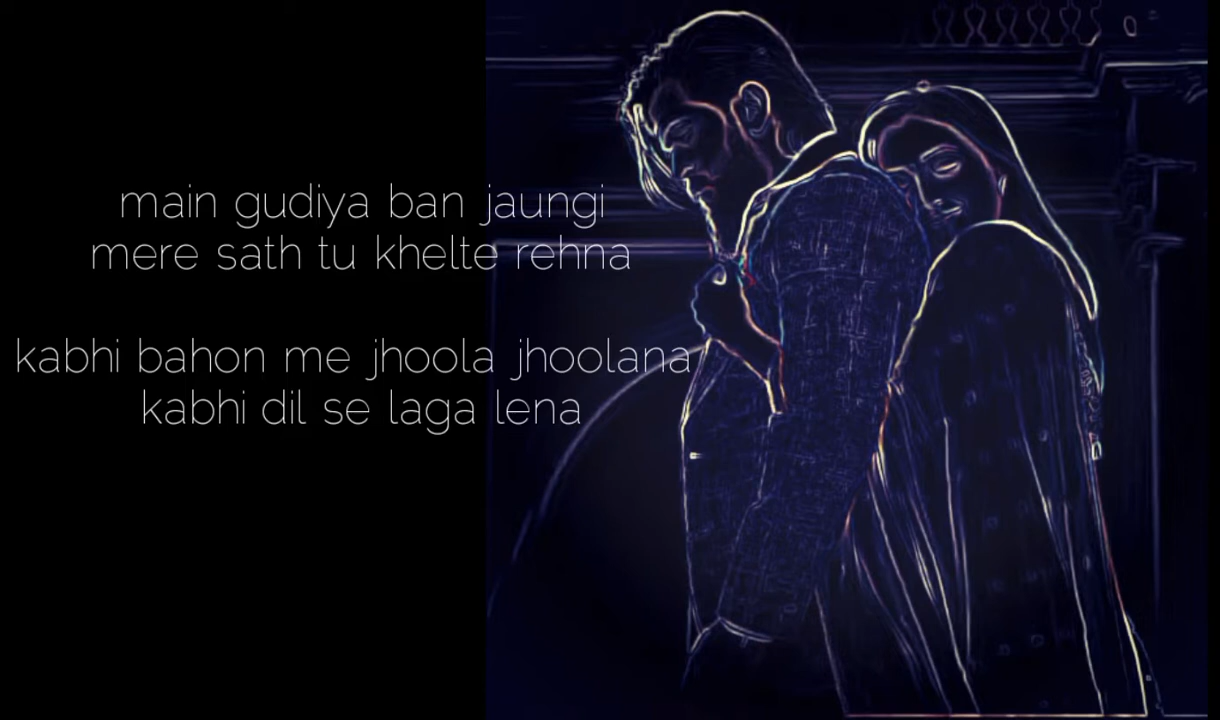 main gudiya ban jaungi
mere sath tu khelte rehna
kabhi bahon me jhoola jhoolana
kabhi dil se laga lena